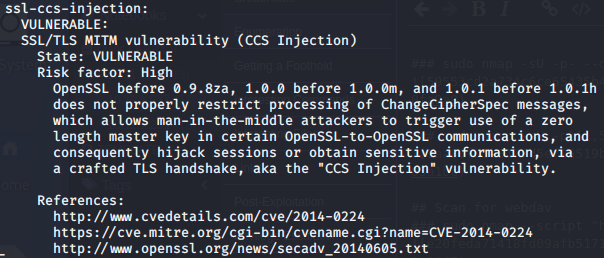 ssl-ccs-injection:
VULNERABLE:
SSL/TLS MITM vulnerability (CCS Injection)
State: VULNERABLE
Risk factor: High
OpenSSL before 0.9.8za, 1.0.0 before 1.0.0m, and 1.0.1 before 1.0.1h
does not properly restrict processing of ChangeCipherSpec messages,
which allows man-in-the-middle attackers to trigger use of a zero
length master key in certain OpenSSL-to-OpenSSL communications, and
consequently hijack sessions or obtain sensitive information, via
a crafted TLS handshake, aka the "CCS Injection" vulnerability.
References:
http://www.cvedetails.com/cve/2014-0224
https://cve.mitre.org/cgi-bin/cvename.cgi?name=CVE-2014-0224
http://www.openssl.org/news/secadv_20140605.txt